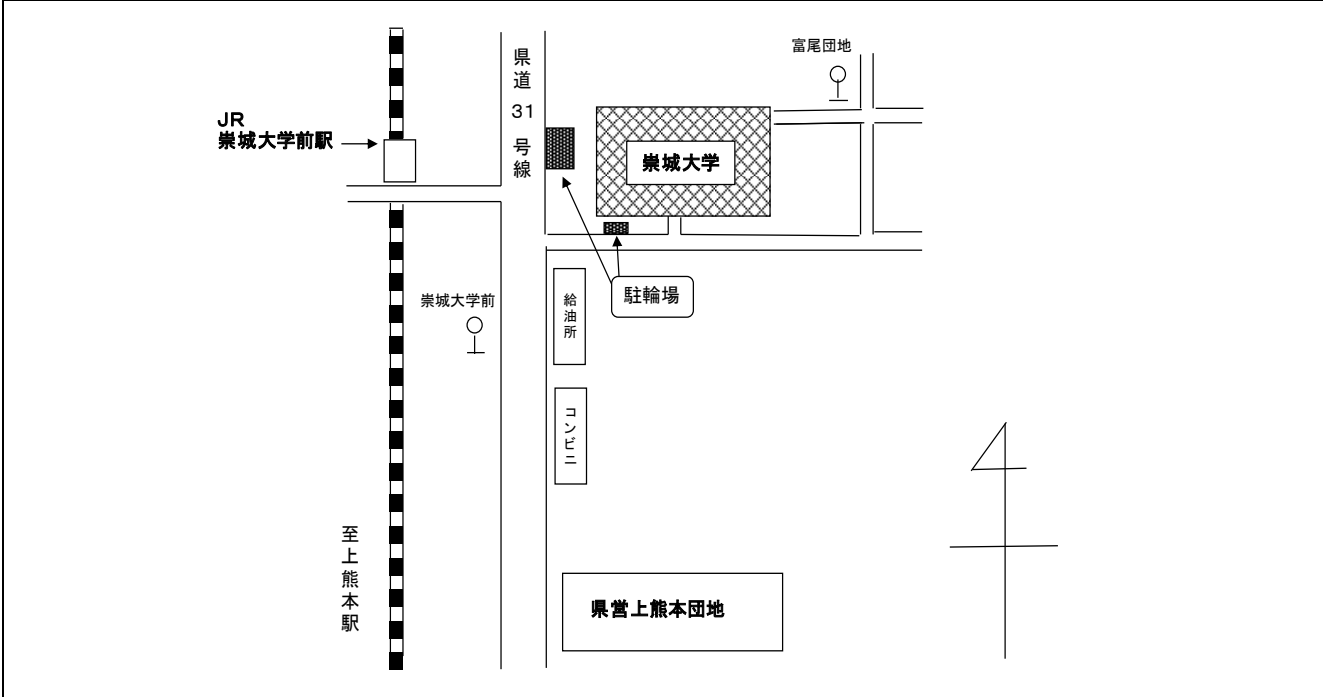 富尾団地
県道31号線
JR
崇城大学前駅
崇城大学
駐輪場
崇城大学前
給油所
コンビニ
至上熊本駅
県営上熊本団地